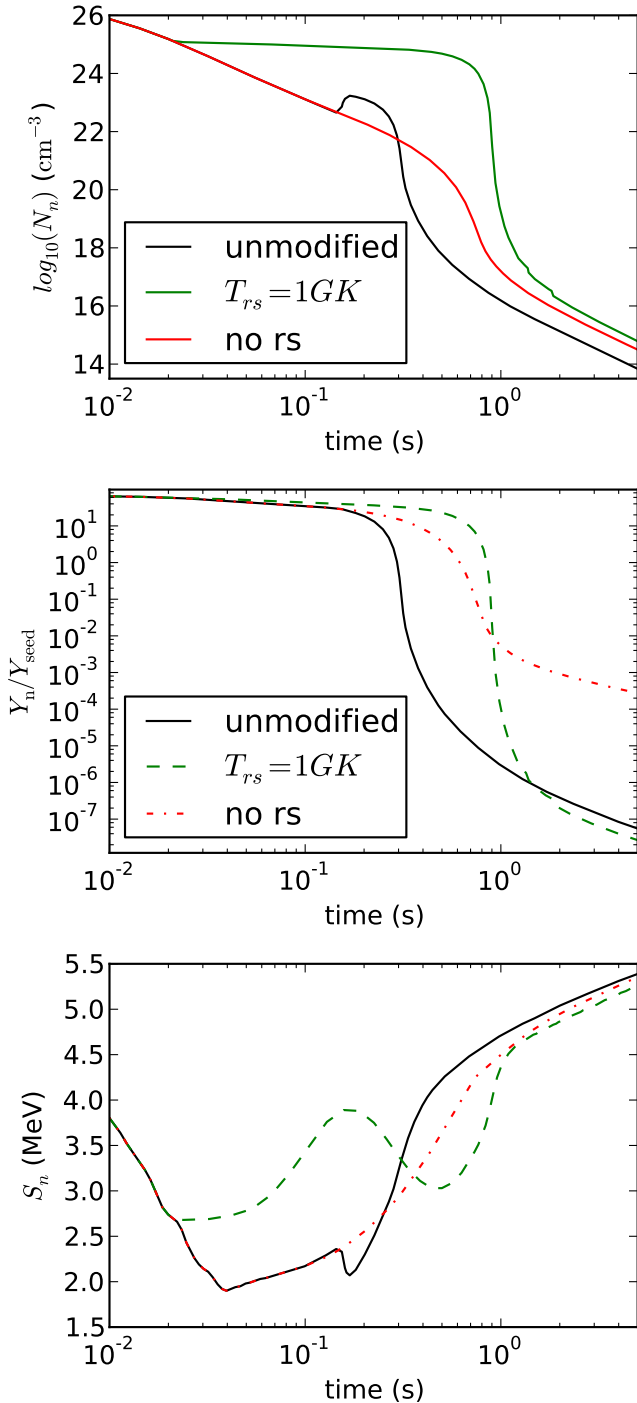 26
24
22
20
18
16
14
log₁₀(Nₙ) (cm⁻³)
unmodified
T_rs=1GK
no rs
10⁻² 10⁻¹ 10⁰
time (s)
10¹
10⁰
10⁻¹
10⁻²
10⁻³
10⁻⁴
10⁻⁵
10⁻⁶
10⁻⁷
Yₙ/Y_seed
unmodified
T_rs=1GK
no rs
10⁻² 10⁻¹ 10⁰
time (s)
5.5
5.0
4.5
4.0
3.5
3.0
2.5
2.0
1.5
Sₙ (MeV)
10⁻² 10⁻¹ 10⁰
time (s)